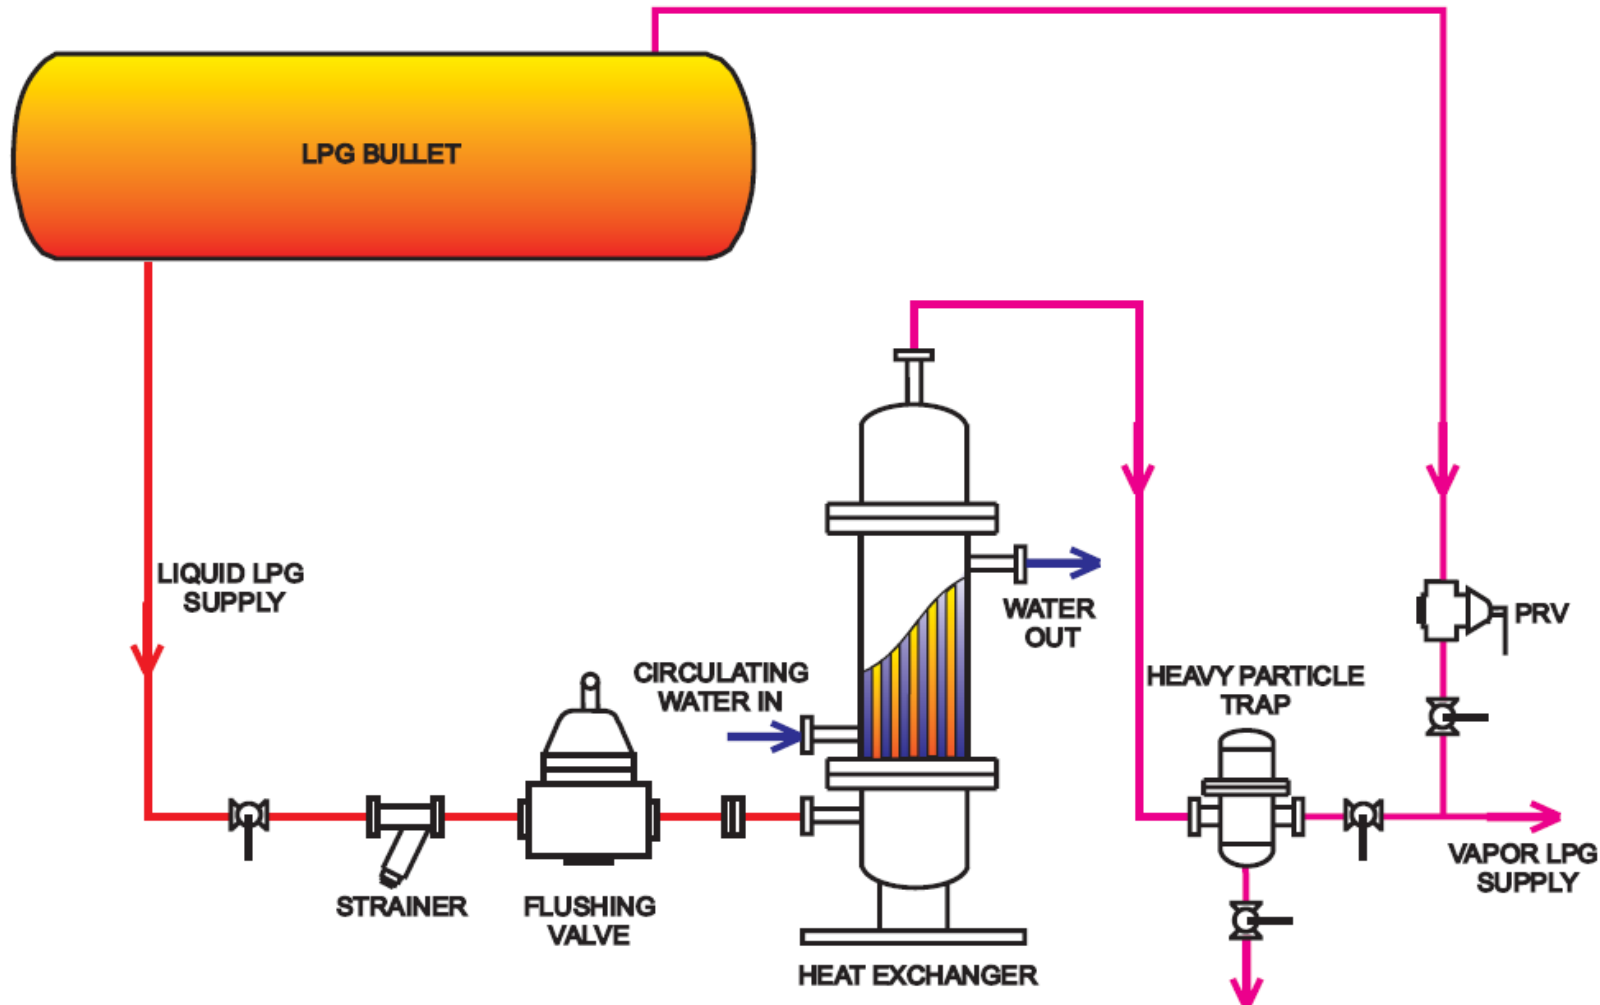 LPG BULLET
LIQUID LPG
SUPPLY
STRAINER
FLUSHING
VALVE
CIRCULATING
WATER IN
WATER
OUT
HEAT EXCHANGER
HEAVY PARTICLE
TRAP
PRV
VAPOR LPG
SUPPLY